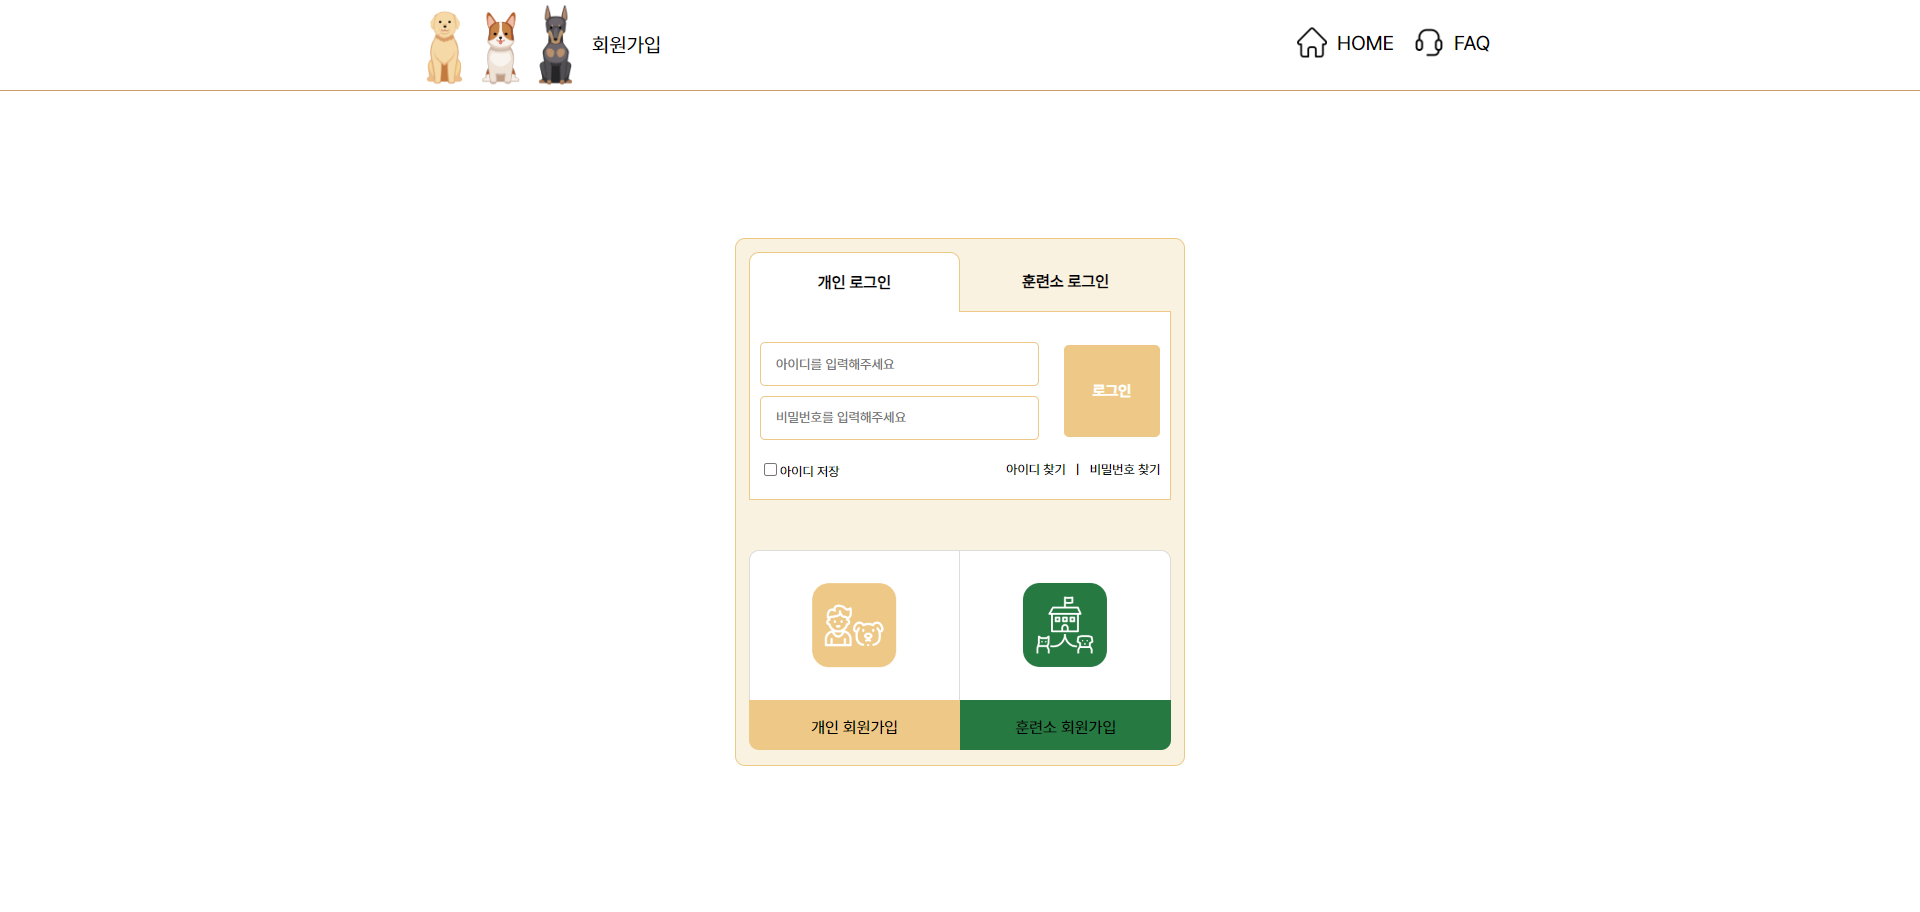 회원가입
HOME
FAQ
개인 로그인
훈련소 로그인
아이디를 입력해주세요
로그인
비밀번호를 입력해주세요
아이디 저장
아이디 찾기 | 비밀번호 찾기
개인 회원가입
훈련소 회원가입